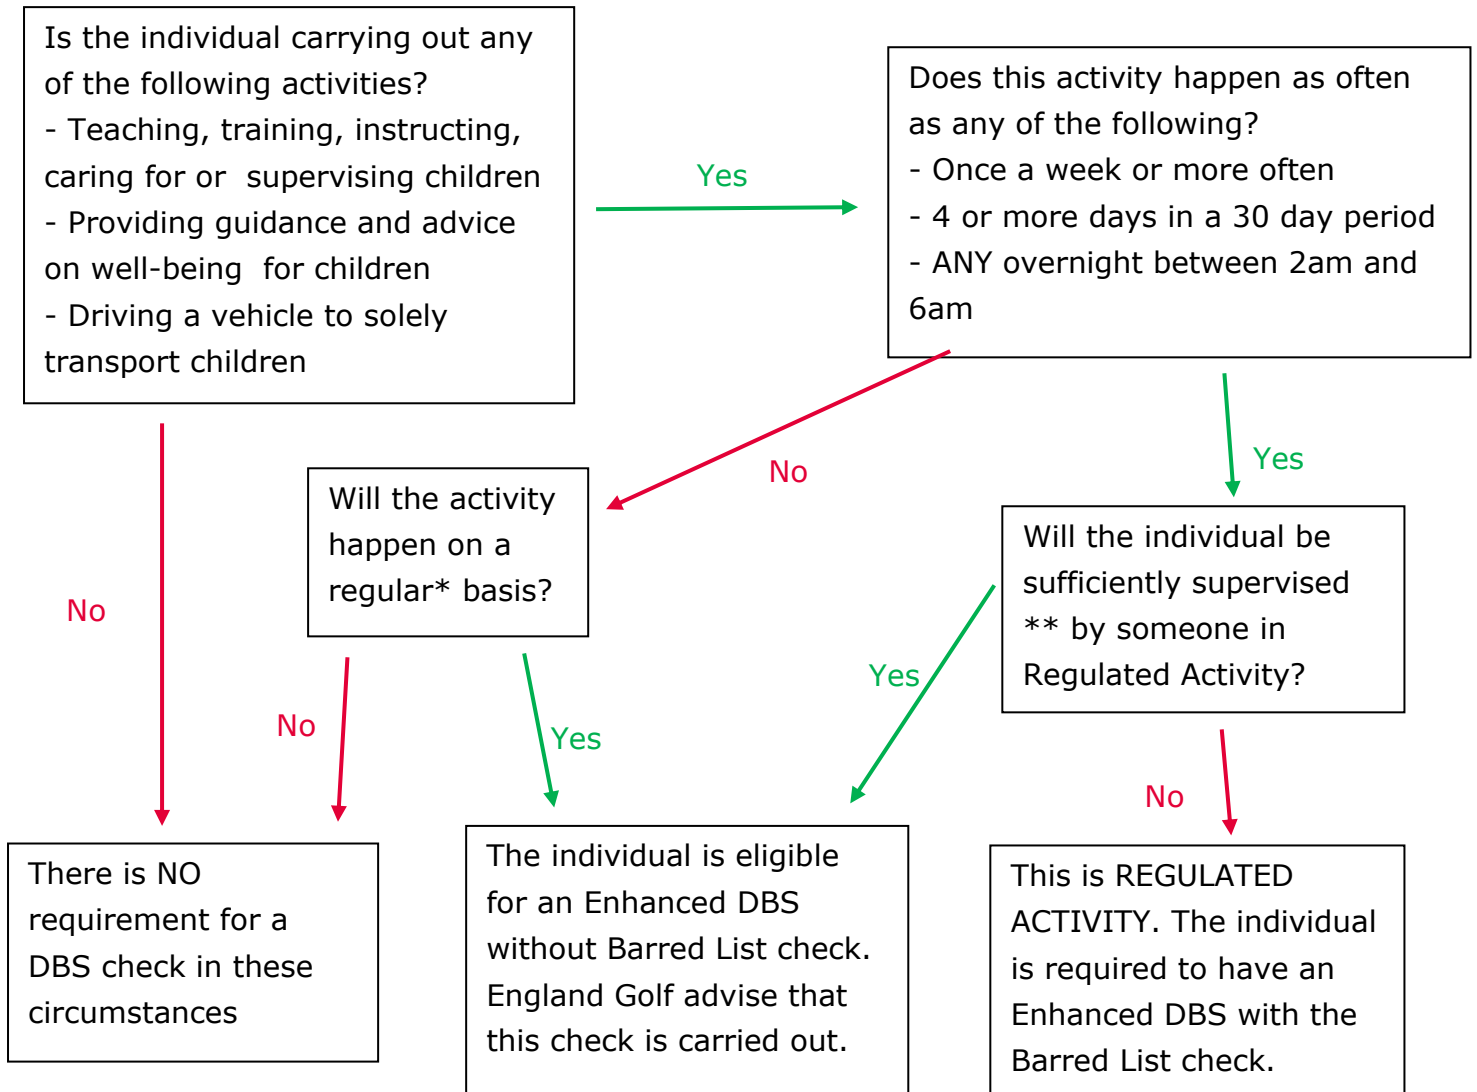 Is the individual carrying out any
of the following activities?
- Teaching, training, instructing,
caring for or  supervising children
- Providing guidance and advice
on well-being  for children
- Driving a vehicle to solely
transport children
Yes
Does this activity happen as often
as any of the following?
- Once a week or more often
- 4 or more days in a 30 day period
- ANY overnight between 2am and
6am
No
No
Yes
Will the activity
happen on a
regular* basis?
Will the individual be
sufficiently supervised
** by someone in
Regulated Activity?
No
Yes
Yes
No
There is NO
requirement for a
DBS check in these
circumstances
The individual is eligible
for an Enhanced DBS
without Barred List check.
England Golf advise that
this check is carried out.
This is REGULATED
ACTIVITY. The individual
is required to have an
Enhanced DBS with the
Barred List check.